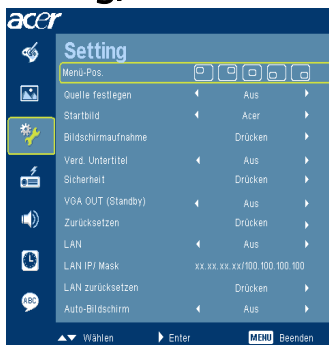 acer
Setting
Menü-Pos.
Quelle festlegen Aus
Startbild Acer
Bildschirmaufnahme Drücken
Verd. Untertitel Aus
Sicherheit Drücken
VGA OUT (Standby) Aus
Zurücksetzen Drücken
LAN Aus
LAN IP/ Mask xx.xx.xx.xx/100.100.100.100
LAN zurücksetzen Drücken
Auto-Bildschirm Aus
ABC
Wählen Enter MENU Beenden